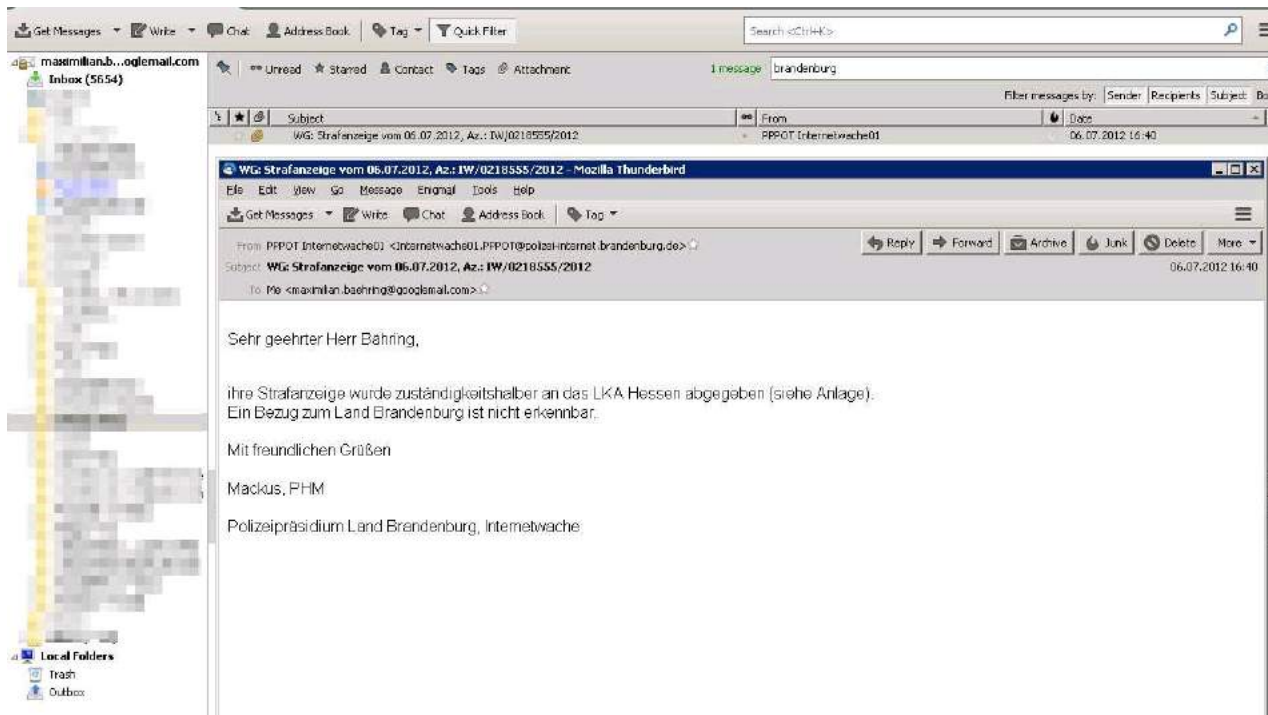 Get Messages Write Chat Address Book Tag Quick Filter Search <Ctrl+K>
maximilian.b...oglemail.com
Inbox (5654)
Unread Starred Contact Tags Attachment 1 message brandenburg
Filter messages by: Sender Recipients Subject Bo
Subject From Date
WG: Strafanzeige vom 06.07.2012, Az.: IW/0218555/2012 PPPOT Internetwache01 06.07.2012 16:40
WG: Strafanzeige vom 06.07.2012, Az.: IW/0218555/2012 - Mozilla Thunderbird
File Edit View Go Message Enigmail Tools Help
Get Messages Write Chat Address Book Tag
From PPPOT Internetwache01 <Internetwache01.PPPOT@polizei-internet.brandenburg.de> Reply Forward Archive Junk Delete More
Subject WG: Strafanzeige vom 06.07.2012, Az.: IW/0218555/2012 06.07.2012 16:40
To Me <maximilian.baehring@googlemail.com>
Sehr geehrter Herr Bähring,
ihre Strafanzeige wurde zuständigkeitshalber an das LKA Hessen abgegeben (siehe Anlage).
Ein Bezug zum Land Brandenburg ist nicht erkennbar.
Mit freundlichen Grüßen
Mackus, PHM
Polizeipräsidium Land Brandenburg, Internetwache
Local Folders
Trash
Outbox